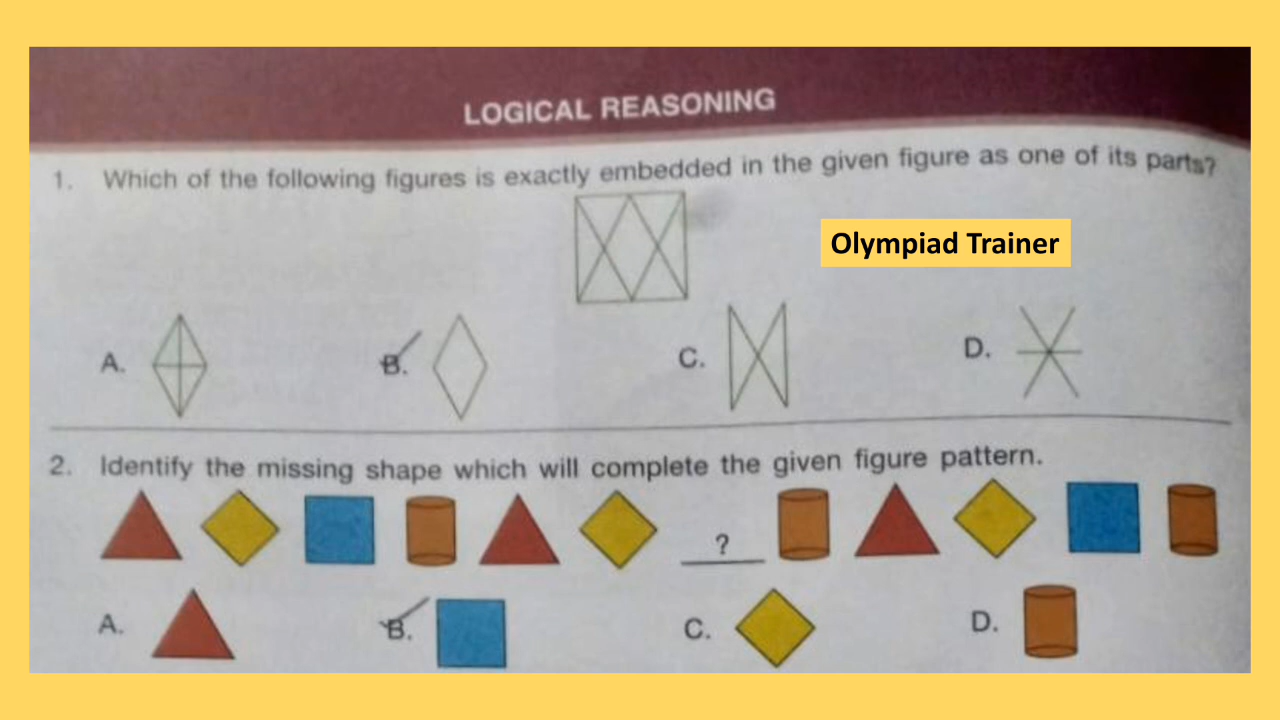 LOGICAL REASONING
1. Which of the following figures is exactly embedded in the given figure as one of its parts?
Olympiad Trainer
A. B. C. D.
2. Identify the missing shape which will complete the given figure pattern.
?
A. B. C. D.